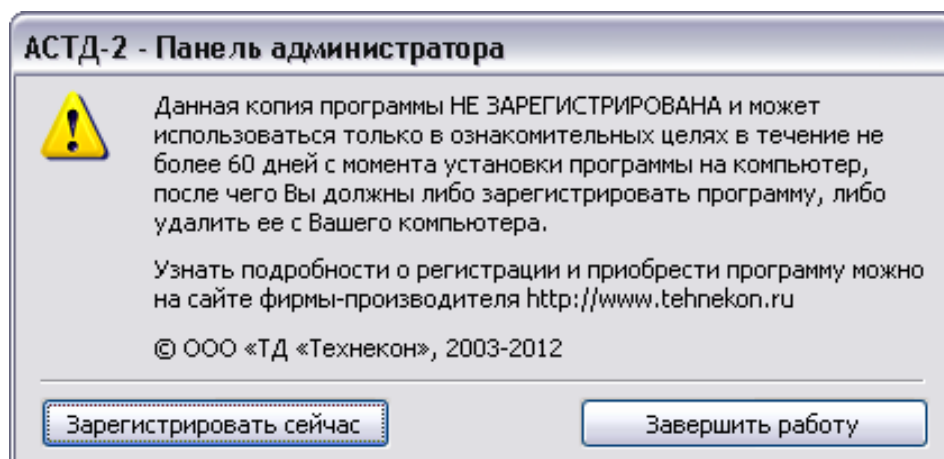 АСТД-2 - Панель администратора
Данная копия программы НЕ ЗАРЕГИСТРИРОВАНА и может
использоваться только в ознакомительных целях в течение не
более 60 дней с момента установки программы на компьютер,
после чего Вы должны либо зарегистрировать программу, либо
удалить ее с Вашего компьютера.
Узнать подробности о регистрации и приобрести программу можно
на сайте фирмы-производителя http://www.tehnekon.ru
© ООО «ТД «Технекон», 2003-2012
Зарегистрировать сейчас
Завершить работу